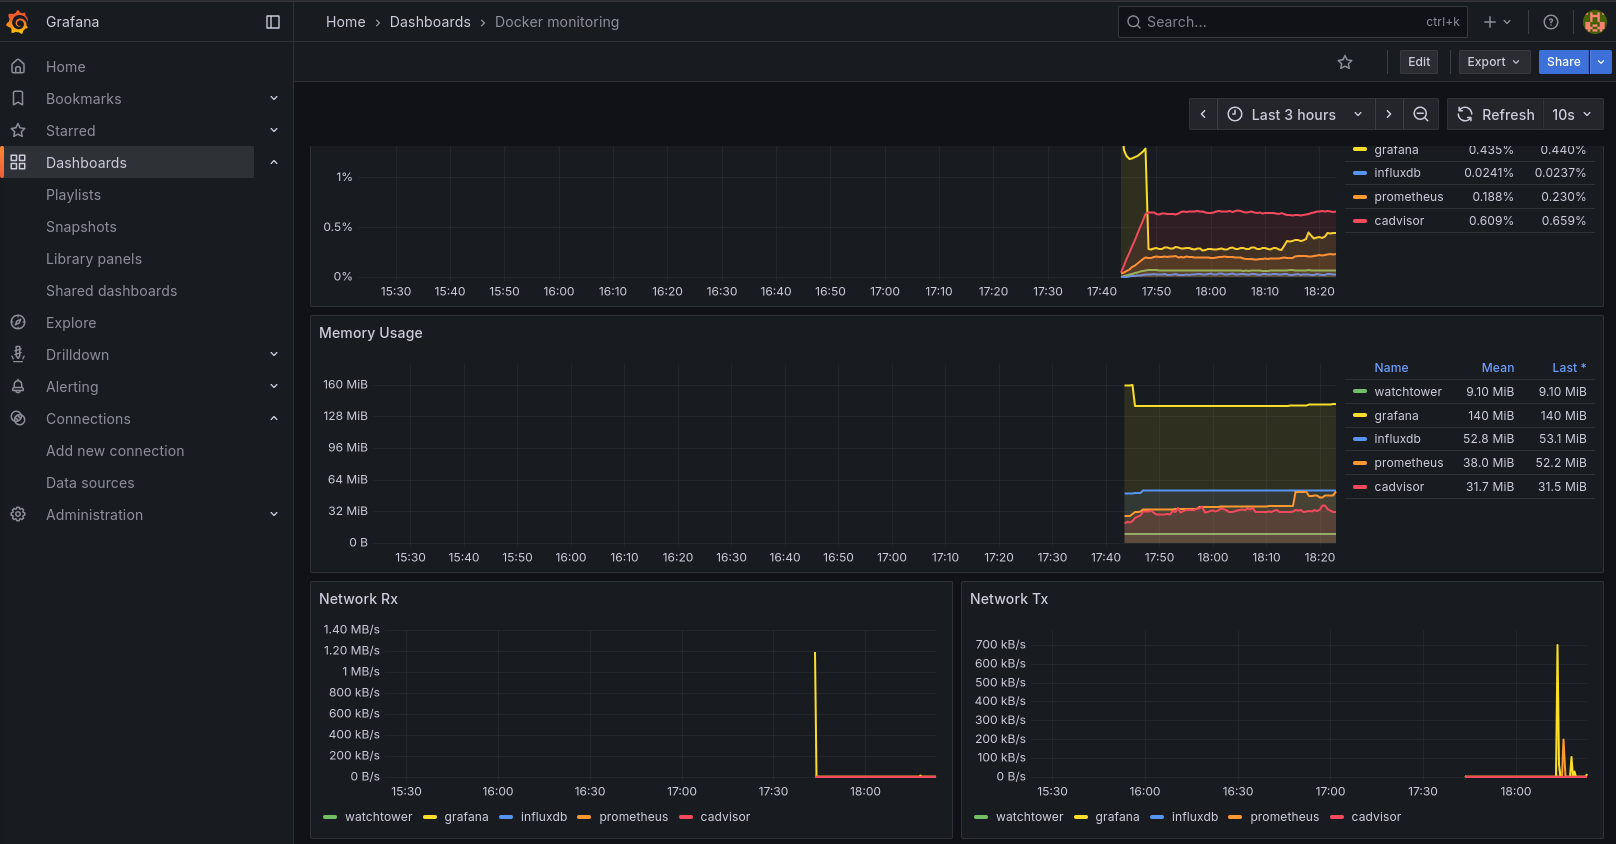 Grafana
Home
Bookmarks
Starred
Dashboards
Playlists
Snapshots
Library panels
Shared dashboards
Explore
Drilldown
Alerting
Connections
Add new connection
Data sources
Administration
Home › Dashboards › Docker monitoring
Search... ctrl+k
Edit Export Share
Last 3 hours Refresh 10s
1%
0.5%
0%
15:30 15:40 15:50 16:00 16:10 16:20 16:30 16:40 16:50 17:00 17:10 17:20 17:30 17:40 17:50 18:00 18:10 18:20
grafana 0.435% 0.440%
influxdb 0.0241% 0.0237%
prometheus 0.188% 0.230%
cadvisor 0.609% 0.659%
Memory Usage
160 MiB
128 MiB
96 MiB
64 MiB
32 MiB
0 B
15:30 15:40 15:50 16:00 16:10 16:20 16:30 16:40 16:50 17:00 17:10 17:20 17:30 17:40 17:50 18:00 18:10 18:20
Name Mean Last *
watchtower 9.10 MiB 9.10 MiB
grafana 140 MiB 140 MiB
influxdb 52.8 MiB 53.1 MiB
prometheus 38.0 MiB 52.2 MiB
cadvisor 31.7 MiB 31.5 MiB
Network Rx
1.40 MB/s
1.20 MB/s
1 MB/s
800 kB/s
600 kB/s
400 kB/s
200 kB/s
0 B/s
15:30 16:00 16:30 17:00 17:30 18:00
watchtower grafana influxdb prometheus cadvisor
Network Tx
700 kB/s
600 kB/s
500 kB/s
400 kB/s
300 kB/s
200 kB/s
100 kB/s
0 B/s
15:30 16:00 16:30 17:00 17:30 18:00
watchtower grafana influxdb prometheus cadvisor